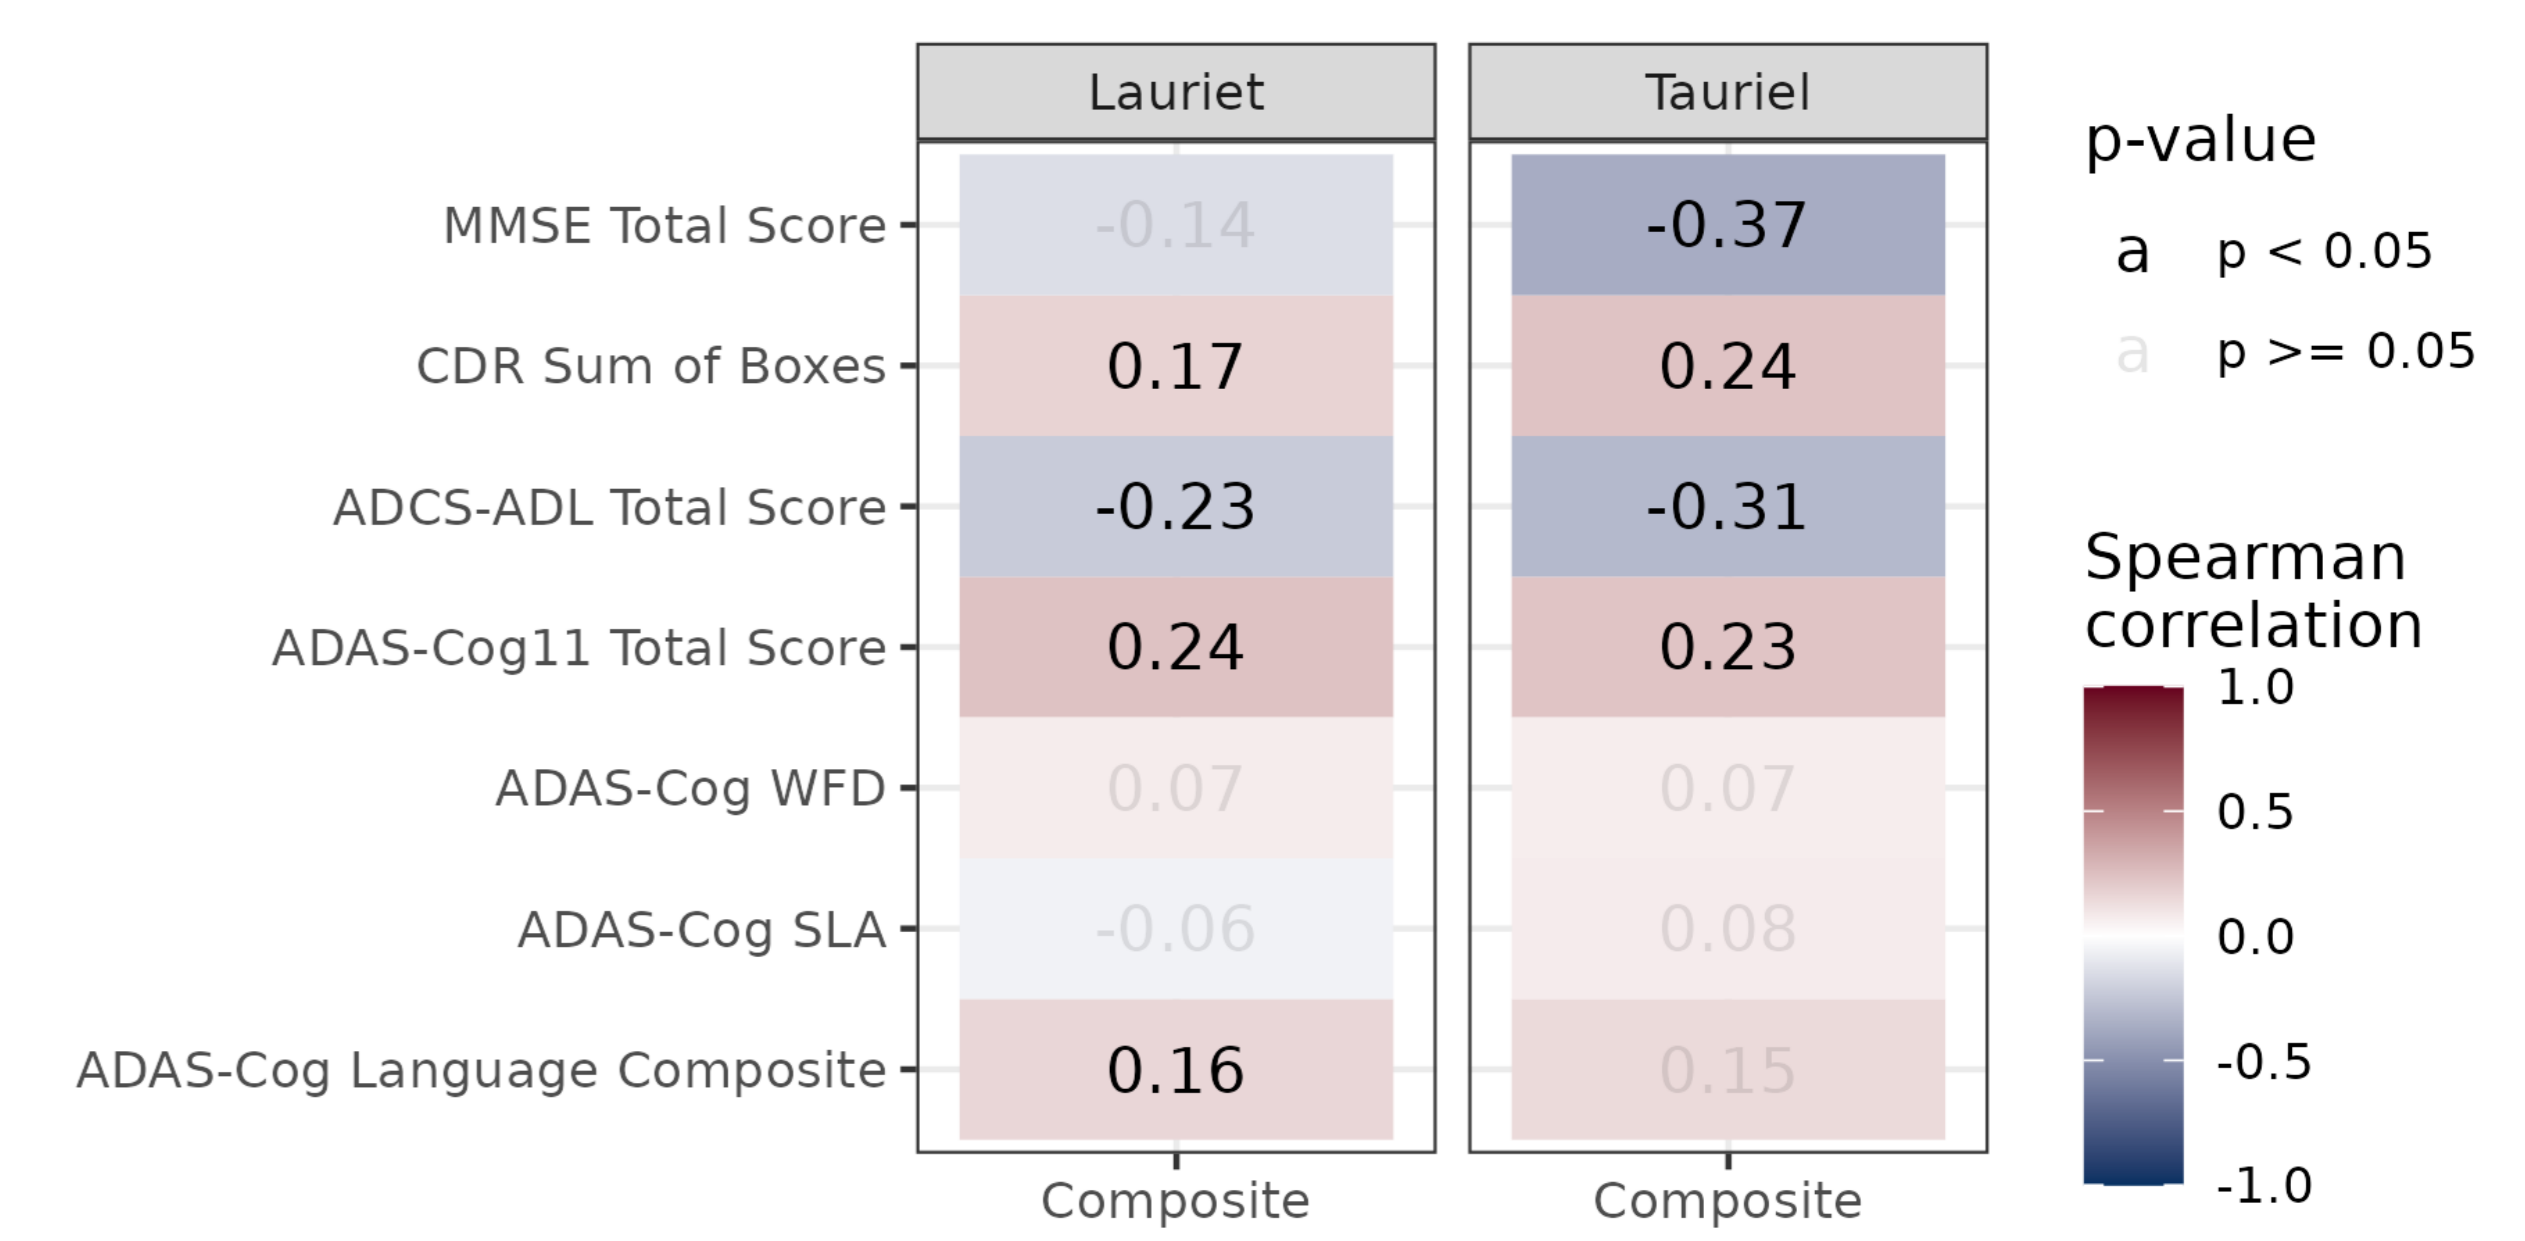 Lauriet Tauriel
MMSE Total Score -0.14 -0.37
CDR Sum of Boxes 0.17 0.24
ADCS-ADL Total Score -0.23 -0.31
ADAS-Cog11 Total Score 0.24 0.23
ADAS-Cog WFD 0.07 0.07
ADAS-Cog SLA -0.06 0.08
ADAS-Cog Language Composite 0.16 0.15
Composite Composite
p-value
a p < 0.05
a p >= 0.05
Spearman
correlation
1.0
0.5
0.0
-0.5
-1.0